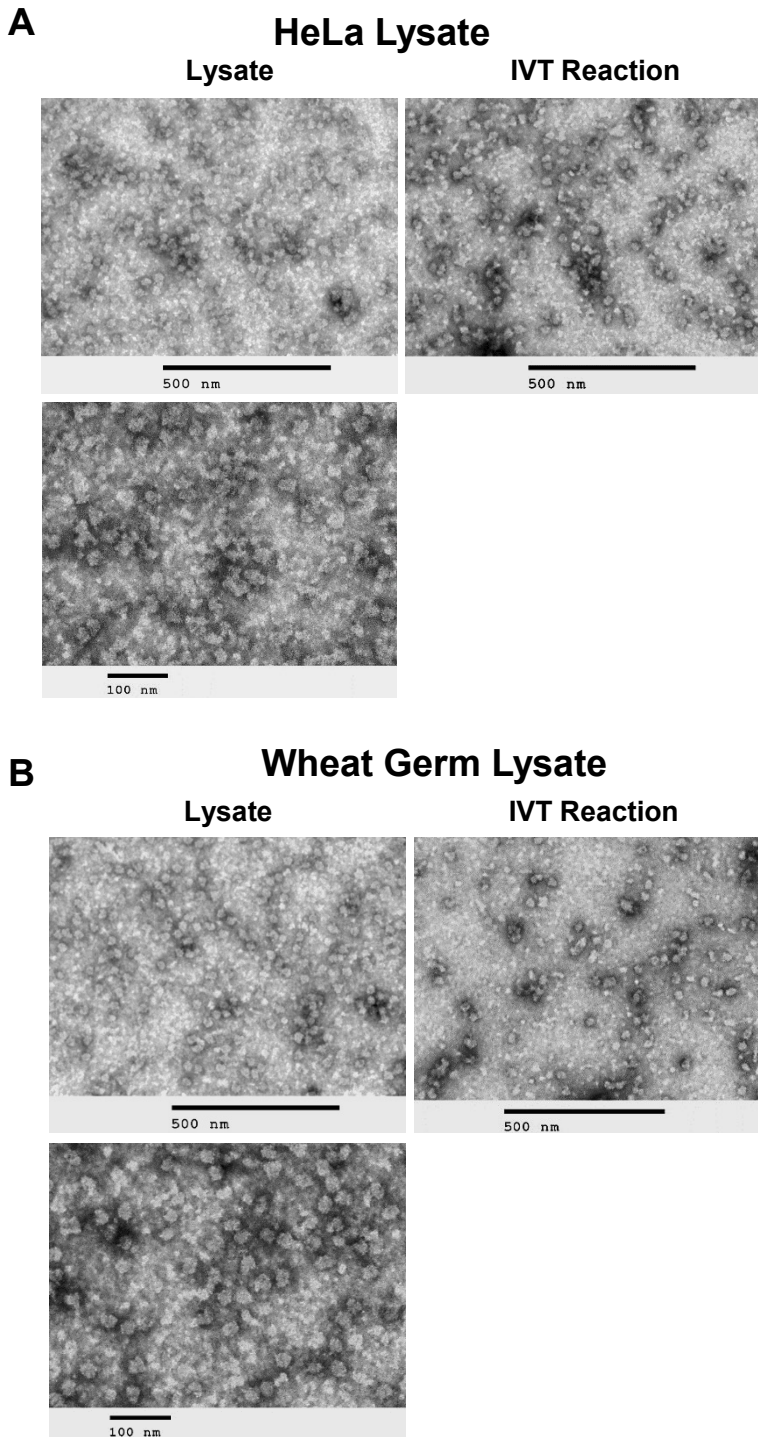 A
HeLa Lysate
Lysate
IVT Reaction
500 nm
500 nm
100 nm
B
Wheat Germ Lysate
Lysate
IVT Reaction
500 nm
500 nm
100 nm